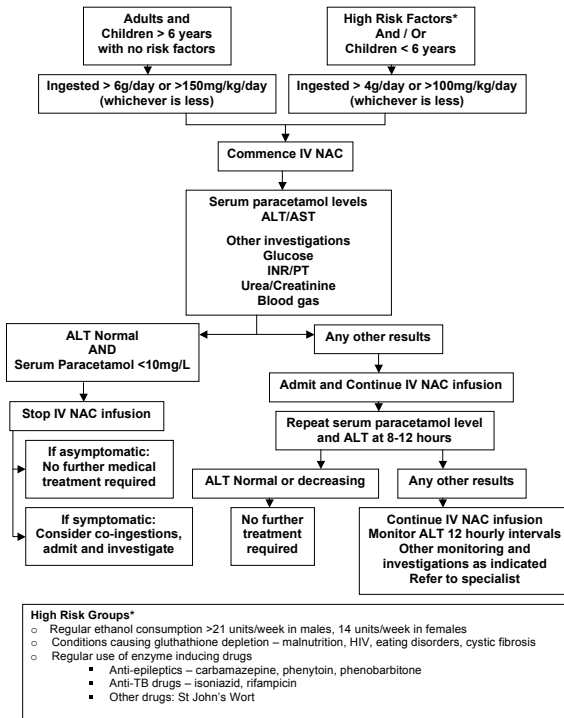 Adults and
Children > 6 years
with no risk factors
High Risk Factors*
And / Or
Children < 6 years
Ingested > 6g/day or >150mg/kg/day
(whichever is less)
Ingested > 4g/day or >100mg/kg/day
(whichever is less)
Commence IV NAC
Serum paracetamol levels
ALT/AST
Other investigations
Glucose
INR/PT
Urea/Creatinine
Blood gas
ALT Normal
AND
Serum Paracetamol <10mg/L
Any other results
Stop IV NAC infusion
Admit and Continue IV NAC infusion
If asymptomatic:
No further medical
treatment required
If symptomatic:
Consider co-ingestions,
admit and investigate
Repeat serum paracetamol level
and ALT at 8-12 hours
ALT Normal or decreasing
Any other results
No further
treatment
required
Continue IV NAC infusion
Monitor ALT 12 hourly intervals
Other monitoring and
investigations as indicated
Refer to specialist
High Risk Groups*
o Regular ethanol consumption >21 units/week in males, 14 units/week in females
o Conditions causing gluthathione depletion – malnutrition, HIV, eating disorders, cystic fibrosis
o Regular use of enzyme inducing drugs
▪ Anti-epileptics – carbamazepine, phenytoin, phenobarbitone
▪ Anti-TB drugs – isoniazid, rifampicin
▪ Other drugs: St John's Wort